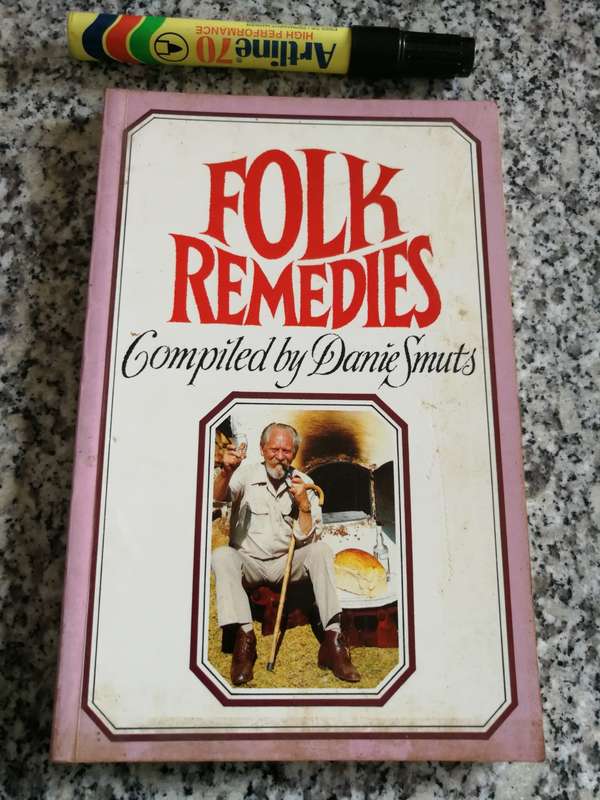 Artline 70
HIGH PERFORMANCE
FOLK
REMEDIES
Compiled by Danie Smuts